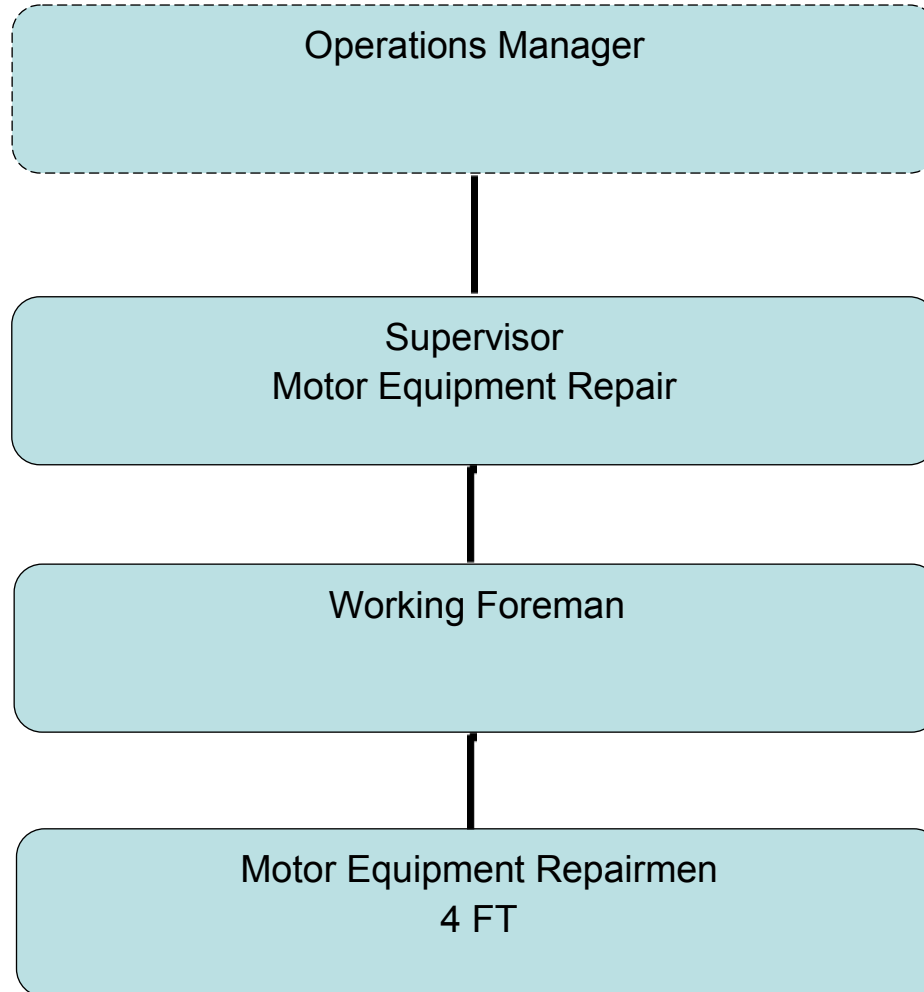 Operations Manager
Supervisor
Motor Equipment Repair
Working Foreman
Motor Equipment Repairmen
4 FT